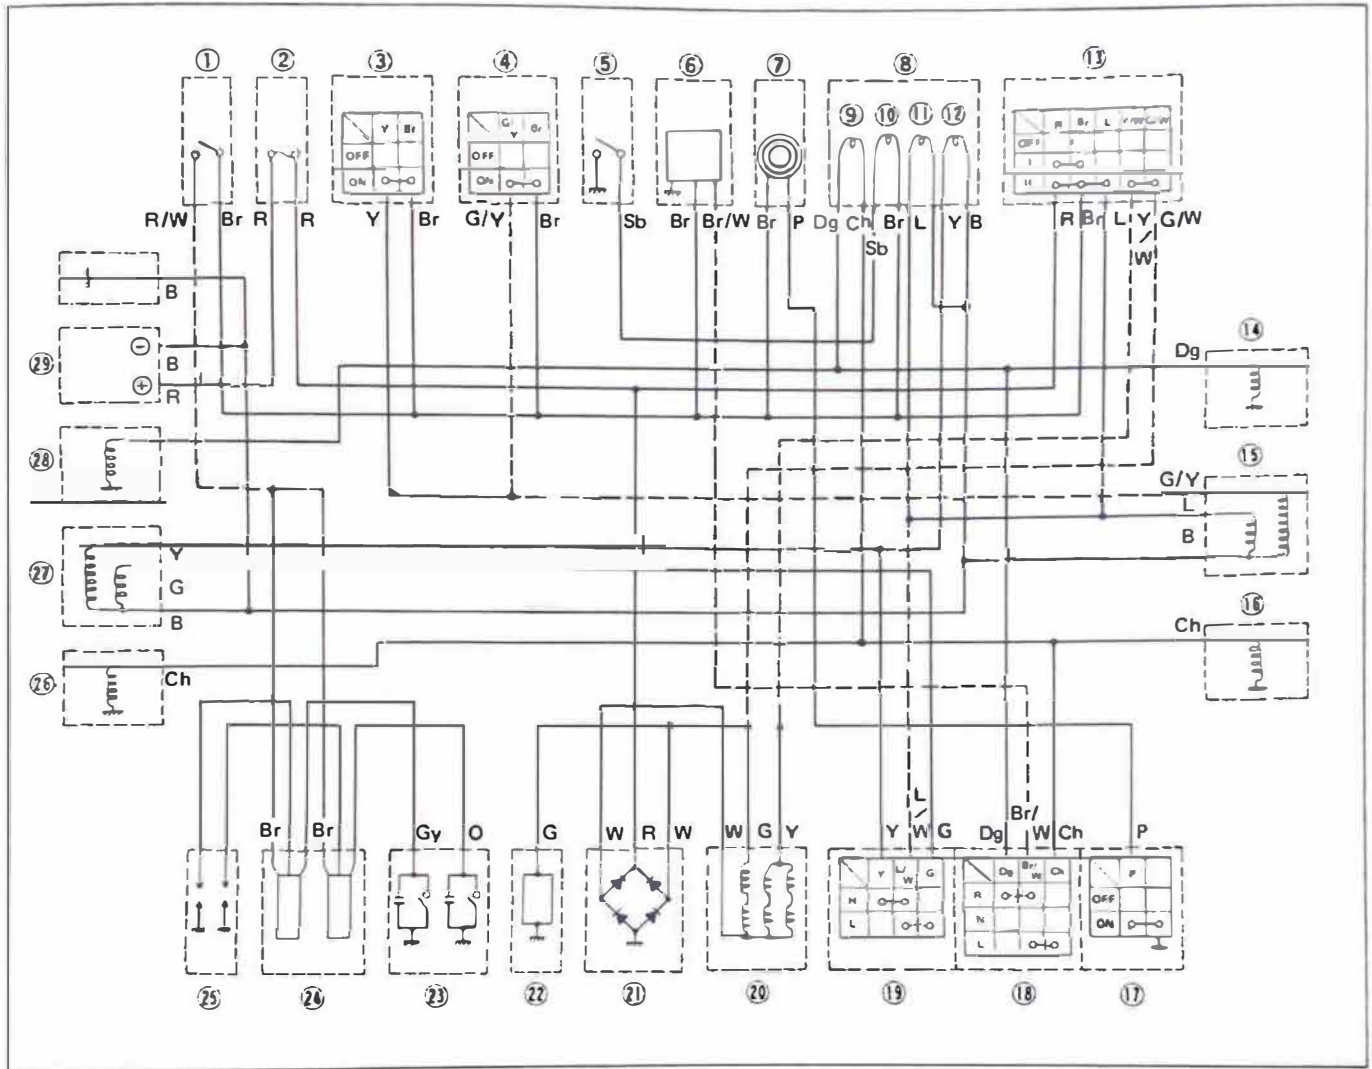 ① ② ③ ④ ⑤ ⑥ ⑦ ⑧ ⑬
⑨ ⑩ ⑪ ⑫
Y Br
OFF
ON
G/Y Br
OFF
ON
R Br L Y/W G/W
OFF
I
II
R/W Br R R Y Br G/Y Br Sb Br Br/W Br P Dg Ch Br L Y B R Br L Y/W G/W
Sb
B
⊖
B
㉙
⊕
R
Dg
⑭
㉘
⑮
G/Y
L
B
Y
㉗
G
B
⑯
Ch
㉖
Ch
Br Br Gy O G W R W W G Y Y L/W G Dg Br/W Ch P
Y L/W G
H
L
Dg Br/W Ch
R
N
L
P
OFF
ON
㉕ ㉔ ㉓ ㉒ ㉑ ⑳ ⑲ ⑱ ⑰